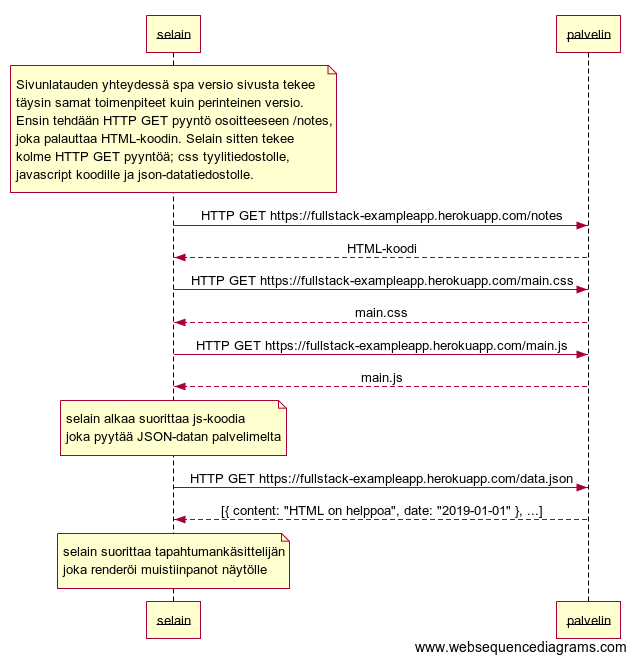 selain palvelin
Sivunlatauden yhteydessä spa versio sivusta tekee
täysin samat toimenpiteet kuin perinteinen versio.
Ensin tehdään HTTP GET pyyntö osoitteeseen /notes,
joka palauttaa HTML-koodin. Selain sitten tekee
kolme HTTP GET pyyntöä; css tyylitiedostolle,
javascript koodille ja json-datatiedostolle.
HTTP GET https://fullstack-exampleapp.herokuapp.com/notes
HTML-koodi
HTTP GET https://fullstack-exampleapp.herokuapp.com/main.css
main.css
HTTP GET https://fullstack-exampleapp.herokuapp.com/main.js
main.js
selain alkaa suorittaa js-koodia
joka pyytää JSON-datan palvelimelta
HTTP GET https://fullstack-exampleapp.herokuapp.com/data.json
[{ content: "HTML on helppoa", date: "2019-01-01" }, ...]
selain suorittaa tapahtumankäsittelijän
joka renderöi muistiinpanot näytölle
selain palvelin
www.websequencediagrams.com